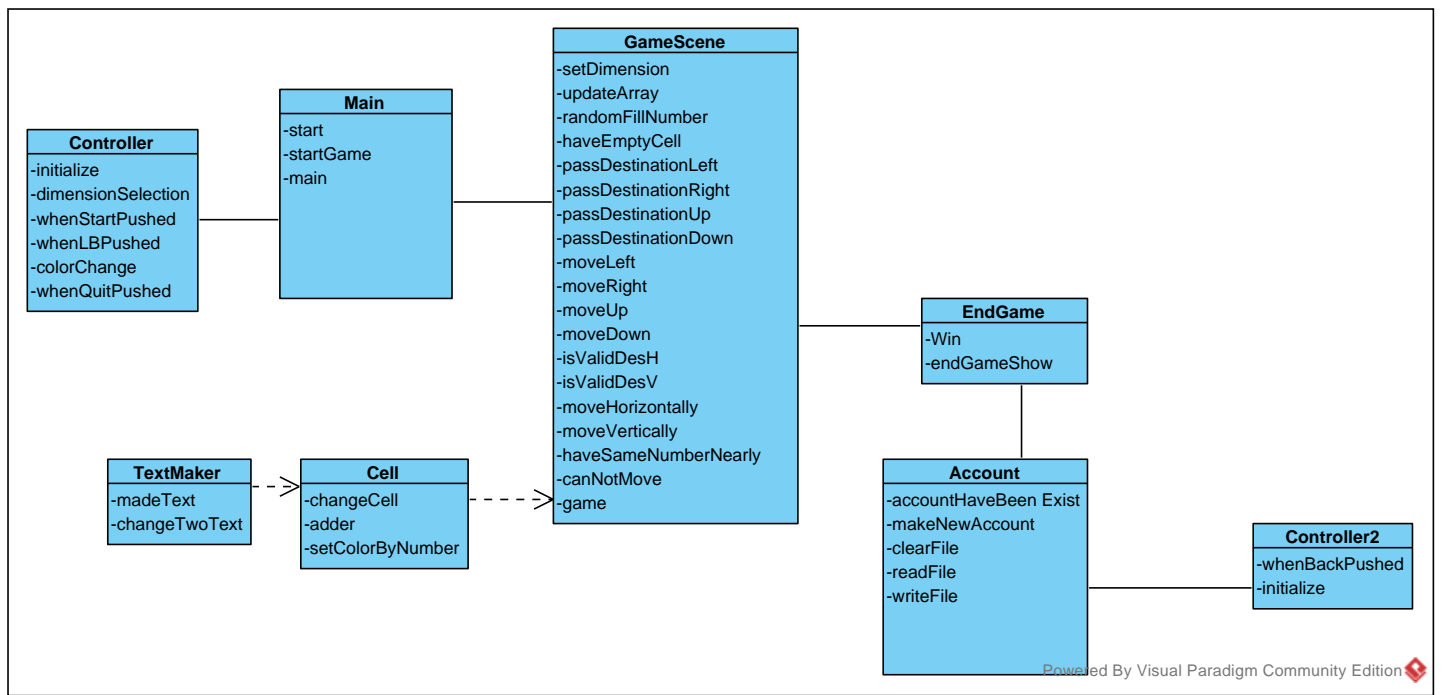 Controller
-initialize
-dimensionSelection
-whenStartPushed
-whenLBPushed
-colorChange
-whenQuitPushed
Main
-start
-startGame
-main
GameScene
-setDimension
-updateArray
-randomFillNumber
-haveEmptyCell
-passDestinationLeft
-passDestinationRight
-passDestinationUp
-passDestinationDown
-moveLeft
-moveRight
-moveUp
-moveDown
-isValidDesH
-isValidDesV
-moveHorizontally
-moveVertically
-haveSameNumberNearly
-canNotMove
-game
TextMaker
-madeText
-changeTwoText
Cell
-changeCell
-adder
-setColorByNumber
EndGame
-Win
-endGameShow
Account
-accountHaveBeen Exist
-makeNewAccount
-clearFile
-readFile
-writeFile
Controller2
-whenBackPushed
-initialize
Powered By Visual Paradigm Community Edition